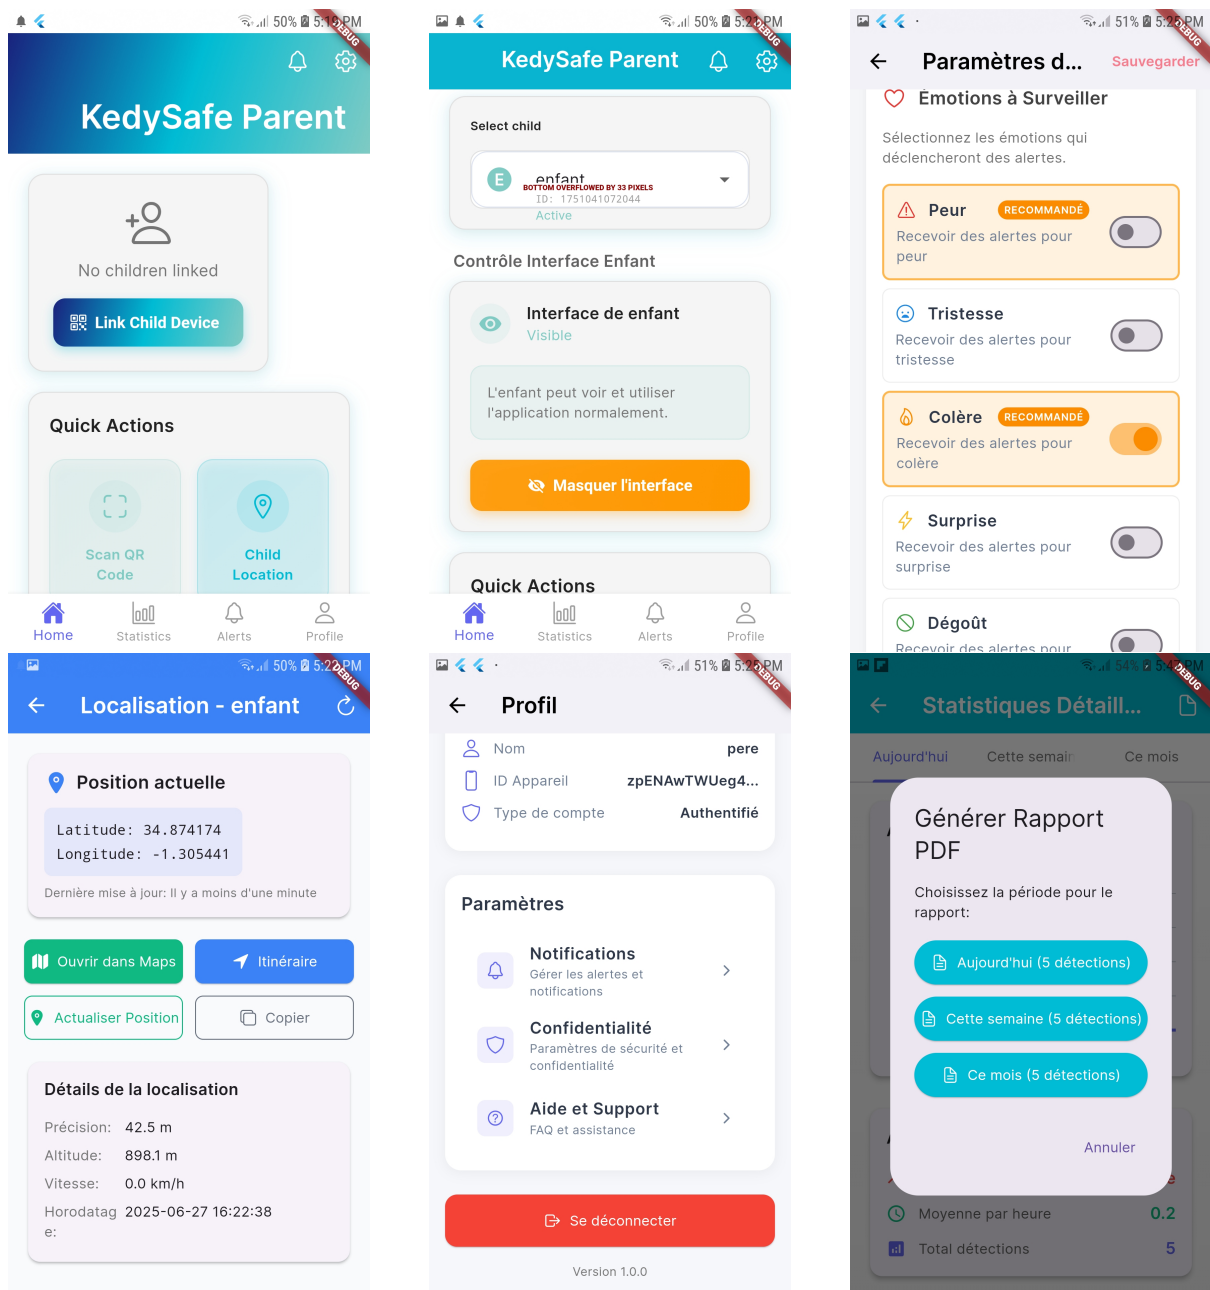 50% 5:19 PM
DEBUG
KedySafe Parent
No children linked
Link Child Device
Quick Actions
Scan QR
Code
Child
Location
Home
Statistics
Alerts
Profile
50% 5:21 PM
DEBUG
KedySafe Parent
Select child
E
enfant
BOTTOM OVERFLOWED BY 33 PIXELS
ID: 1751041072044
Active
Contrôle Interface Enfant
Interface de enfant
Visible
L'enfant peut voir et utiliser
l'application normalement.
Masquer l'interface
Quick Actions
Home
Statistics
Alerts
Profile
51% PM
DEBUG
Paramètres d...
Sauvegarder
Émotions à Surveiller
Sélectionnez les émotions qui
déclencheront des alertes.
Peur
RECOMMANDÉ
Recevoir des alertes pour
peur
Tristesse
Recevoir des alertes pour
tristesse
Colère
RECOMMANDÉ
Recevoir des alertes pour
colère
Surprise
Recevoir des alertes pour
surprise
Dégoût
Recevoir des alertes pour
50% 5:22 PM
DEBUG
Localisation - enfant
Position actuelle
Latitude: 34.874174
Longitude: -1.305441
Dernière mise à jour: Il y a moins d'une minute
Ouvrir dans Maps
Itinéraire
Actualiser Position
Copier
Détails de la localisation
Précision: 42.5 m
Altitude: 898.1 m
Vitesse: 0.0 km/h
Horodatag 2025-06-27 16:22:38
e:
51% PM
DEBUG
Profil
Nom pere
ID Appareil zpENAwTWUeg4...
Type de compte Authentifié
Paramètres
Notifications
Gérer les alertes et
notifications
Confidentialité
Paramètres de sécurité et
confidentialité
Aide et Support
FAQ et assistance
Se déconnecter
Version 1.0.0
54% PM
DEBUG
Statistiques Détaill...
Aujourd'hui
Cette semain
Ce mois
Générer Rapport
PDF
Choisissez la période pour le
rapport:
Aujourd'hui (5 détections)
Cette semaine (5 détections)
Ce mois (5 détections)
Annuler
Moyenne par heure 0.2
Total détections 5